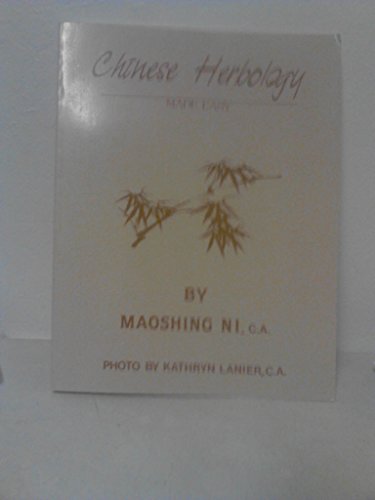 Chinese Herbology
MADE EASY
BY
MAOSHING NI, C.A.
PHOTO BY KATHRYN LANIER, C.A.